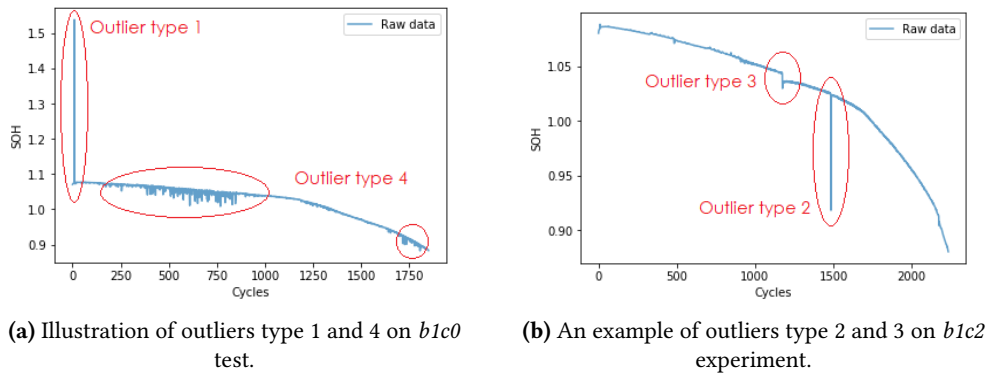 Outlier type 1
Raw data
1.5
1.4
1.3
1.2
1.1
1.0
0.9
SOH
Outlier type 4
0 250 500 750 1000 1250 1500 1750
Cycles
(a) Illustration of outliers type 1 and 4 on b1c0
test.
Raw data
1.05
1.00
0.95
0.90
SOH
Outlier type 3
Outlier type 2
0 500 1000 1500 2000
Cycles
(b) An example of outliers type 2 and 3 on b1c2
experiment.